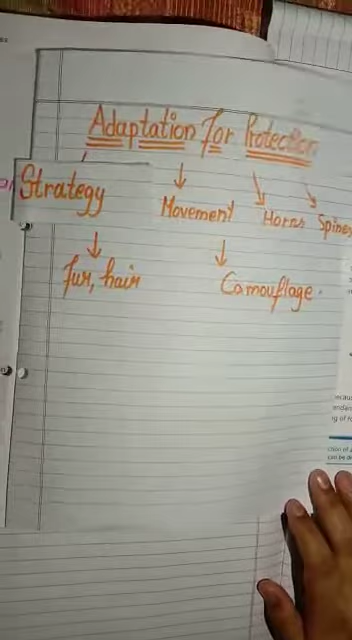 Adaptation for Protection
Strategy
Movement Horns Spines
Fur, hair Camouflage.